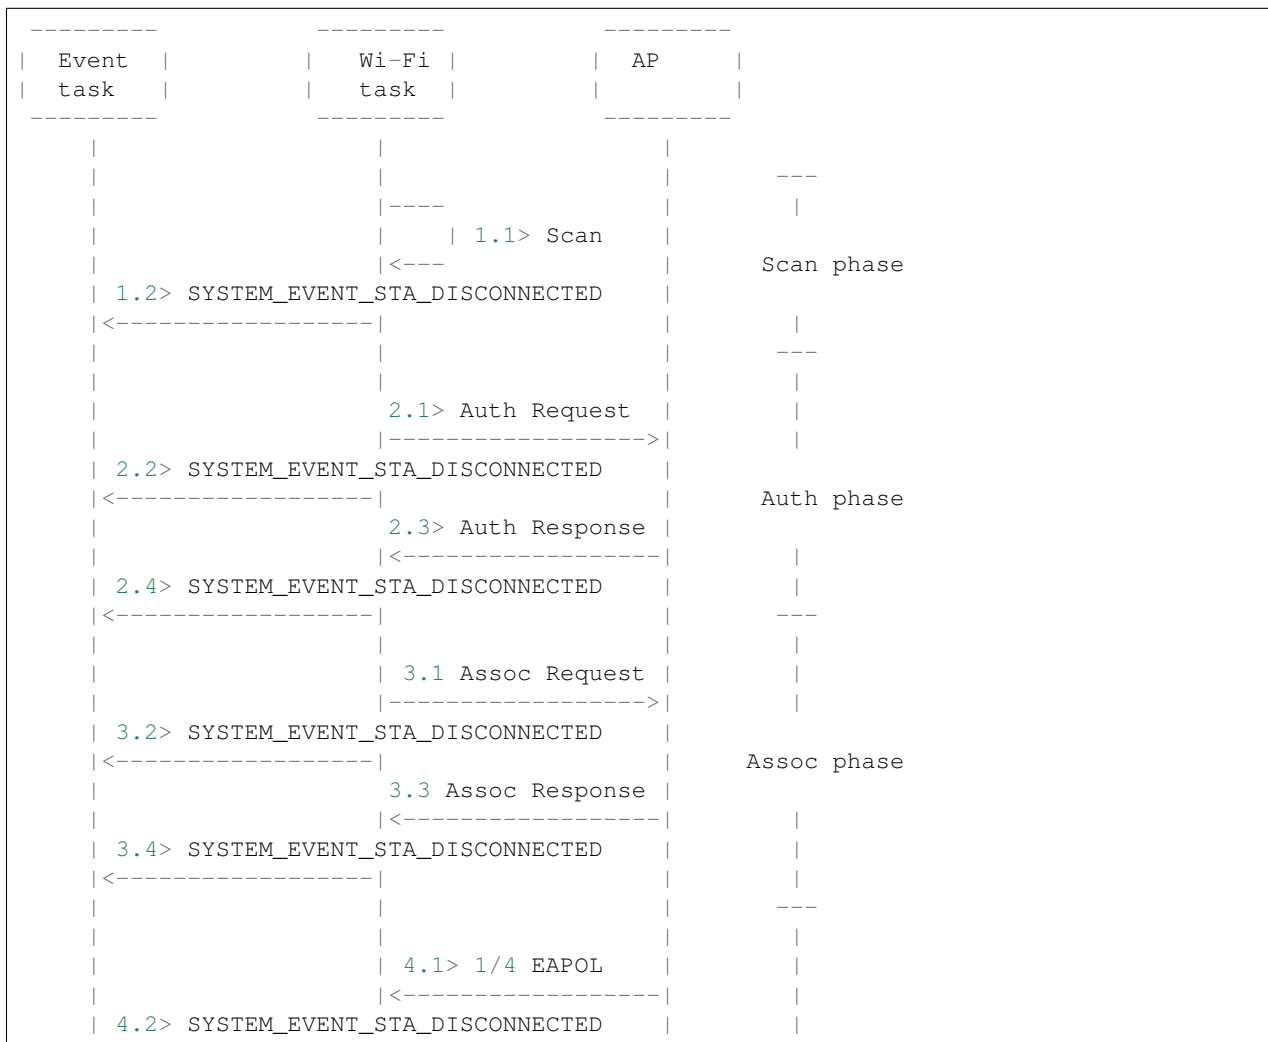 Event Wi-Fi AP
task task
1.1> Scan
Scan phase
1.2> SYSTEM_EVENT_STA_DISCONNECTED
2.1> Auth Request
2.2> SYSTEM_EVENT_STA_DISCONNECTED
Auth phase
2.3> Auth Response
2.4> SYSTEM_EVENT_STA_DISCONNECTED
3.1 Assoc Request
3.2> SYSTEM_EVENT_STA_DISCONNECTED
Assoc phase
3.3 Assoc Response
3.4> SYSTEM_EVENT_STA_DISCONNECTED
4.1> 1/4 EAPOL
4.2> SYSTEM_EVENT_STA_DISCONNECTED